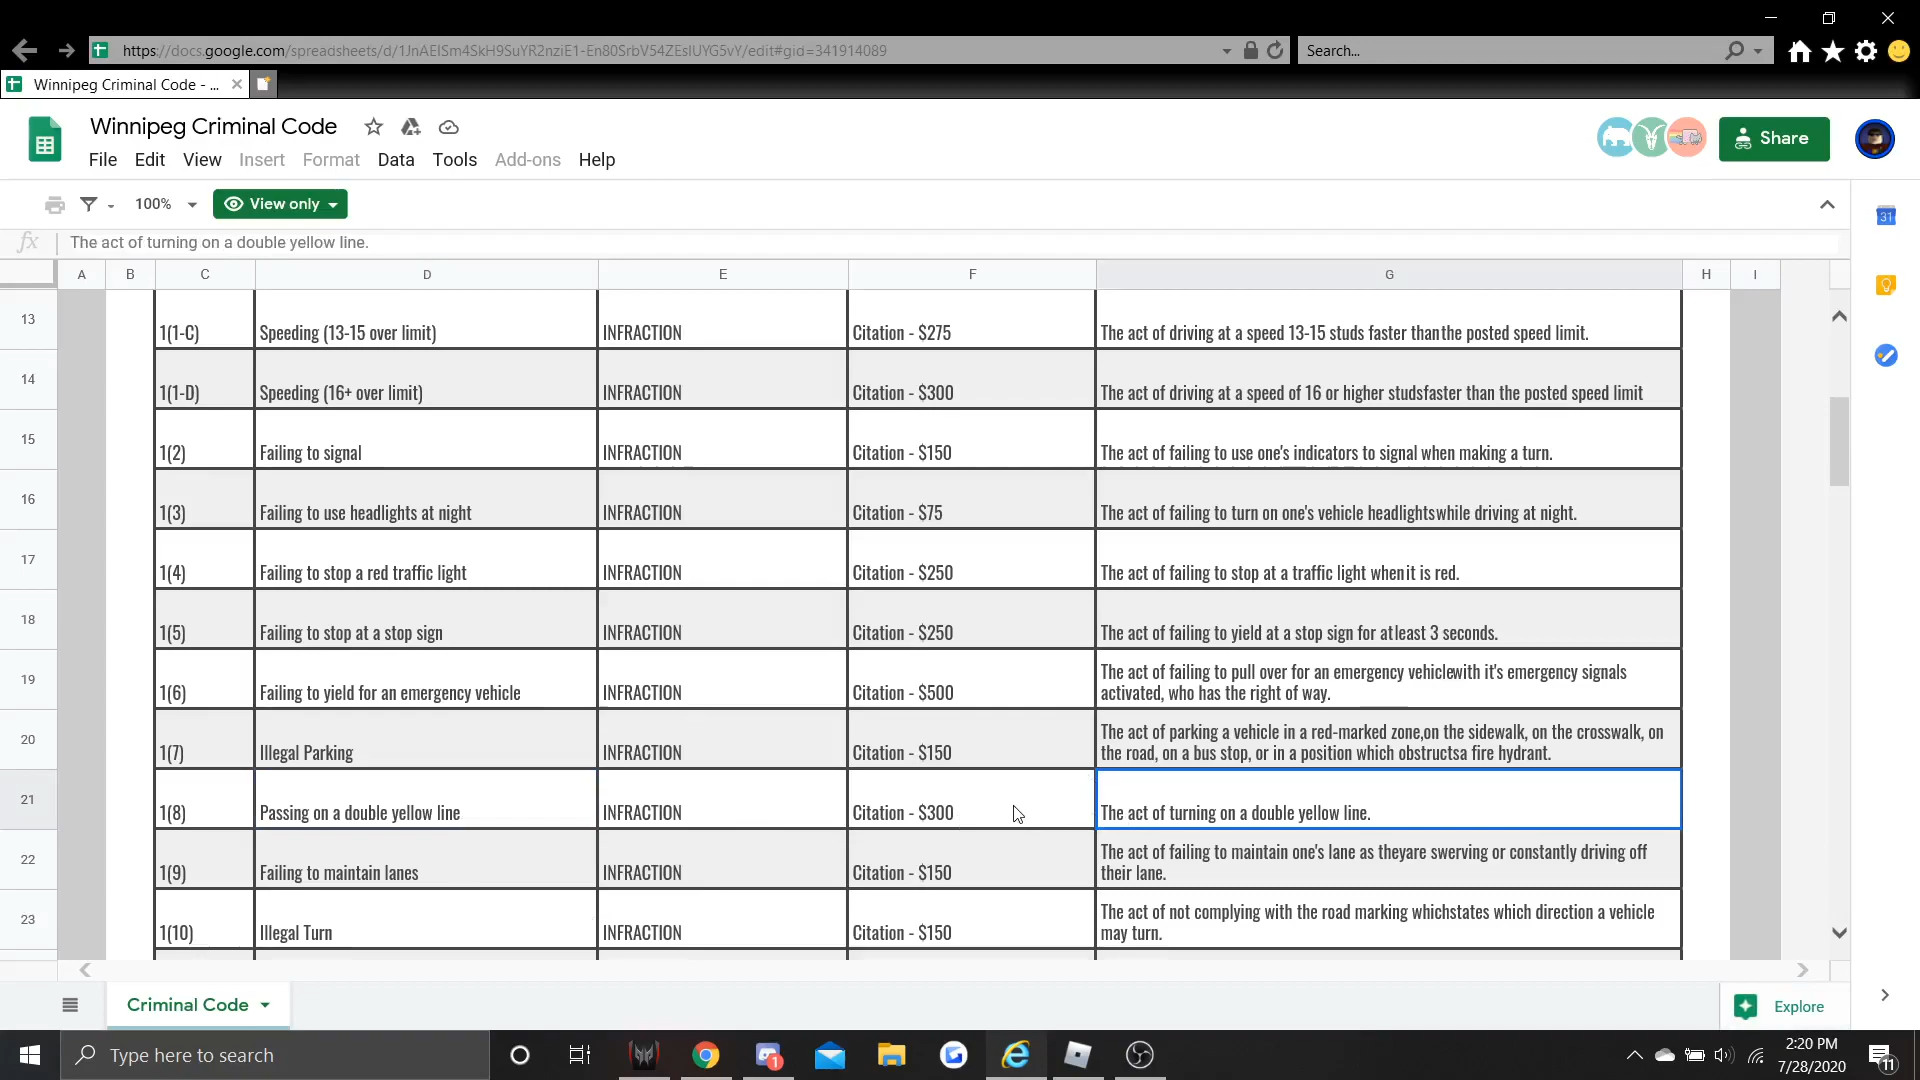 https://docs.google.com/spreadsheets/d/1JnAEISm4SkH9SuYR2nziE1-En80SrbV54ZEsIUYG5vY/edit#gid=341914089
Search...
Winnipeg Criminal Code - ...
Winnipeg Criminal Code
File Edit View Insert Format Data Tools Add-ons Help
Share
100%
View only
fx The act of turning on a double yellow line.
A B C D E F G H I
13 1(1-C) Speeding (13-15 over limit) INFRACTION Citation - $275 The act of driving at a speed 13-15 studs faster than the posted speed limit.
14 1(1-D) Speeding (16+ over limit) INFRACTION Citation - $300 The act of driving at a speed of 16 or higher studsfaster than the posted speed limit
15 1(2) Failing to signal INFRACTION Citation - $150 The act of failing to use one's indicators to signal when making a turn.
16 1(3) Failing to use headlights at night INFRACTION Citation - $75 The act of failing to turn on one's vehicle headlightswhile driving at night.
17 1(4) Failing to stop a red traffic light INFRACTION Citation - $250 The act of failing to stop at a traffic light when it is red.
18 1(5) Failing to stop at a stop sign INFRACTION Citation - $250 The act of failing to yield at a stop sign for at least 3 seconds.
19 1(6) Failing to yield for an emergency vehicle INFRACTION Citation - $500 The act of failing to pull over for an emergency vehiclewith it's emergency signals
activated, who has the right of way.
20 1(7) Illegal Parking INFRACTION Citation - $150 The act of parking a vehicle in a red-marked zone,on the sidewalk, on the crosswalk, on
the road, on a bus stop, or in a position which obstructsa fire hydrant.
21 1(8) Passing on a double yellow line INFRACTION Citation - $300 The act of turning on a double yellow line.
22 1(9) Failing to maintain lanes INFRACTION Citation - $150 The act of failing to maintain one's lane as theyare swerving or constantly driving off
their lane.
23 1(10) Illegal Turn INFRACTION Citation - $150 The act of not complying with the road marking whichstates which direction a vehicle
may turn.
Criminal Code
Explore
31
Type here to search
1
2:20 PM
7/28/2020
11